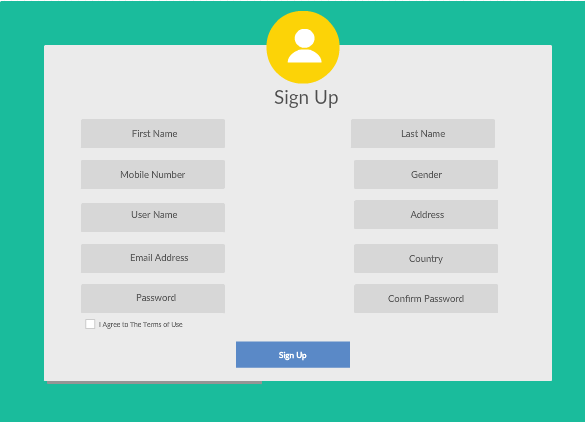 Sign Up
First Name
Last Name
Mobile Number
Gender
User Name
Address
Email Address
Country
Password
Confirm Password
I Agree to The Terms of Use
Sign Up